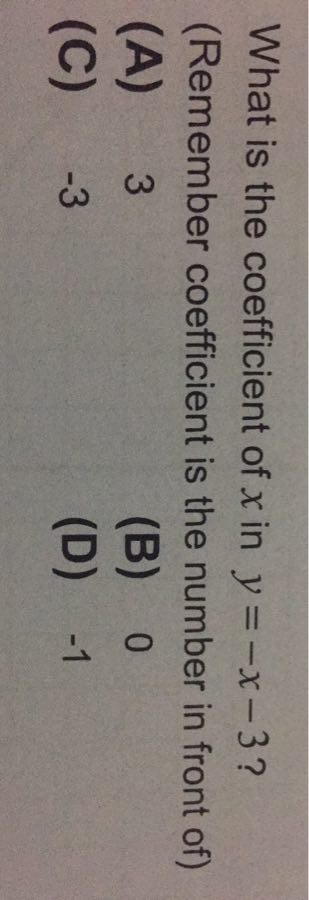 What is the coefficient of x in y = −x − 3 ?
(Remember coefficient is the number in front of)
(A) 3 (B) 0
(C) -3 (D) -1